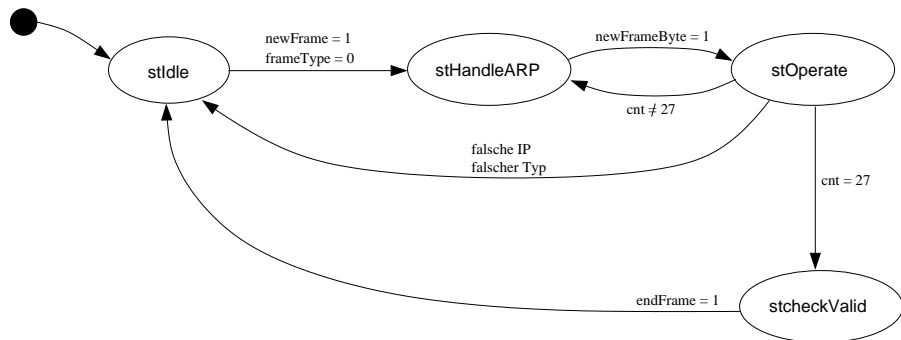 newFrame = 1
frameType = 0
newFrameByte = 1
stIdle
stHandleARP
stOperate
cnt ≠ 27
falsche IP
falscher Typ
cnt = 27
endFrame = 1
stcheckValid